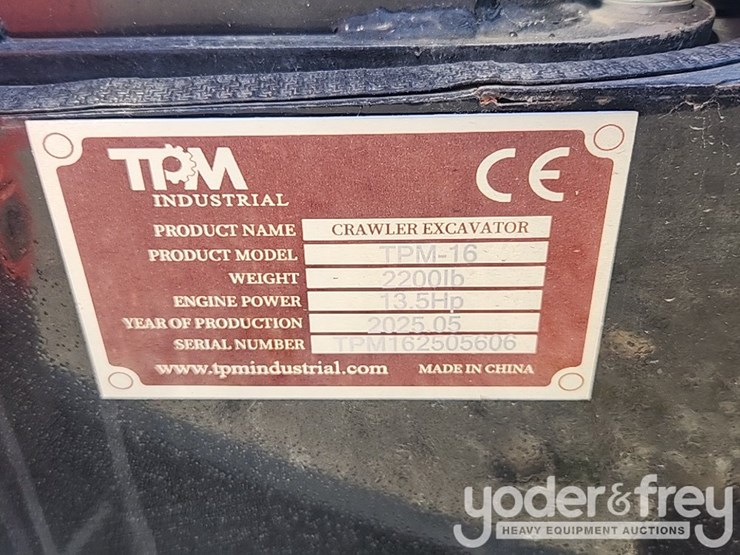 TPM CE
INDUSTRIAL
PRODUCT NAME CRAWLER EXCAVATOR
PRODUCT MODEL TPM-16
WEIGHT 2200lb
ENGINE POWER 13.5Hp
YEAR OF PRODUCTION 2025.05
SERIAL NUMBER TPM162505606
www.tpmindustrial.com MADE IN CHINA
yoder&frey
HEAVY EQUIPMENT AUCTIONS